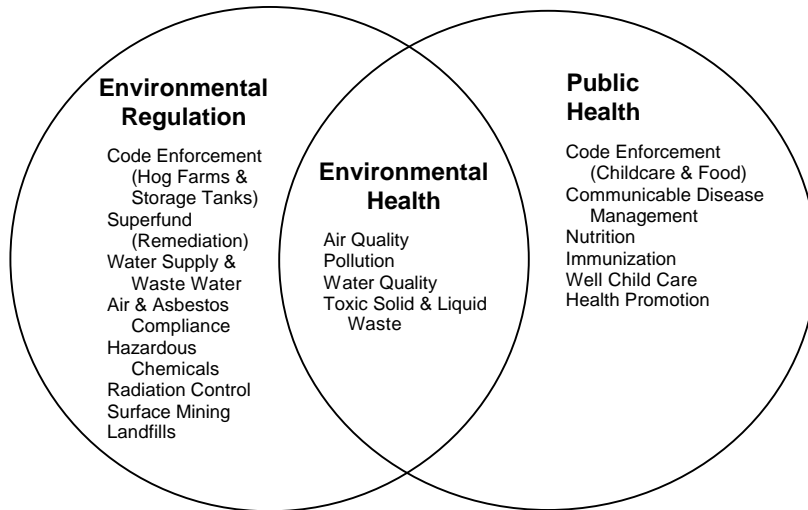 Environmental
Regulation
Code Enforcement
(Hog Farms &
Storage Tanks)
Superfund
(Remediation)
Water Supply &
Waste Water
Air & Asbestos
Compliance
Hazardous
Chemicals
Radiation Control
Surface Mining
Landfills
Environmental
Health
Air Quality
Pollution
Water Quality
Toxic Solid & Liquid
Waste
Public
Health
Code Enforcement
(Childcare & Food)
Communicable Disease
Management
Nutrition
Immunization
Well Child Care
Health Promotion